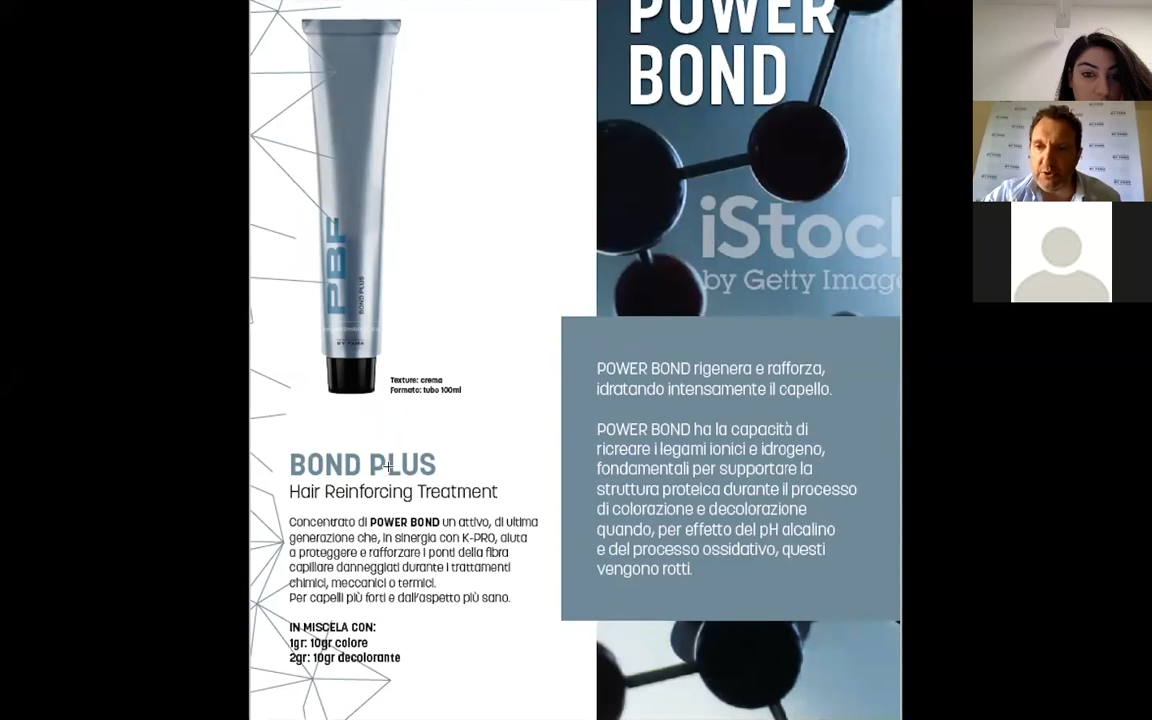 POWER
BOND
iStock
by Getty Image
PBF
BOND PLUS
Texture: crema
Formato: tubo 100ml
BOND PLUS
Hair Reinforcing Treatment
Concentrato di POWER BOND un attivo, di ultima
generazione che, in sinergia con K-PRO, aiuta
a proteggere e rafforzare i ponti della fibra
capillare danneggiati durante i trattamenti
chimici, meccanici o termici.
Per capelli più forti e dall'aspetto più sano.
IN MISCELA CON:
1gr: 10gr colore
2gr: 10gr decolorante
POWER BOND rigenera e rafforza,
idratando intensamente il capello.
POWER BOND ha la capacità di
ricreare i legami ionici e idrogeno,
fondamentali per supportare la
struttura proteica durante il processo
di colorazione e decolorazione
quando, per effetto del pH alcalino
e del processo ossidativo, questi
vengono rotti.